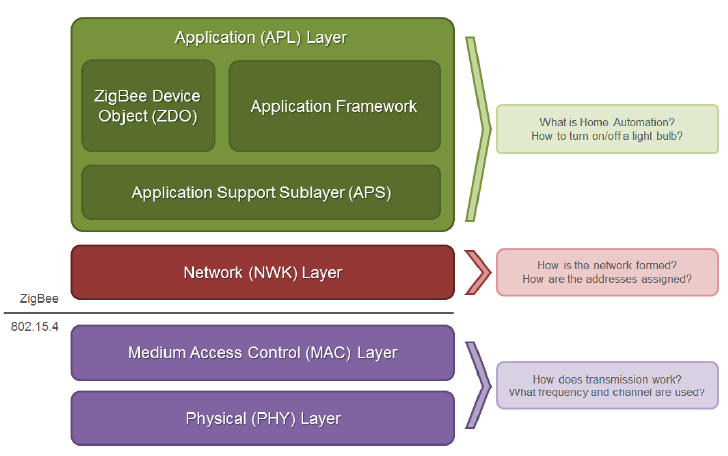 Application (APL) Layer
ZigBee Device
Object (ZDO)
Application Framework
Application Support Sublayer (APS)
What is Home Automation?
How to turn on/off a light bulb?
Network (NWK) Layer
How is the network formed?
How are the addresses assigned?
ZigBee
802.15.4
Medium Access Control (MAC) Layer
Physical (PHY) Layer
How does transmission work?
What frequency and channel are used?